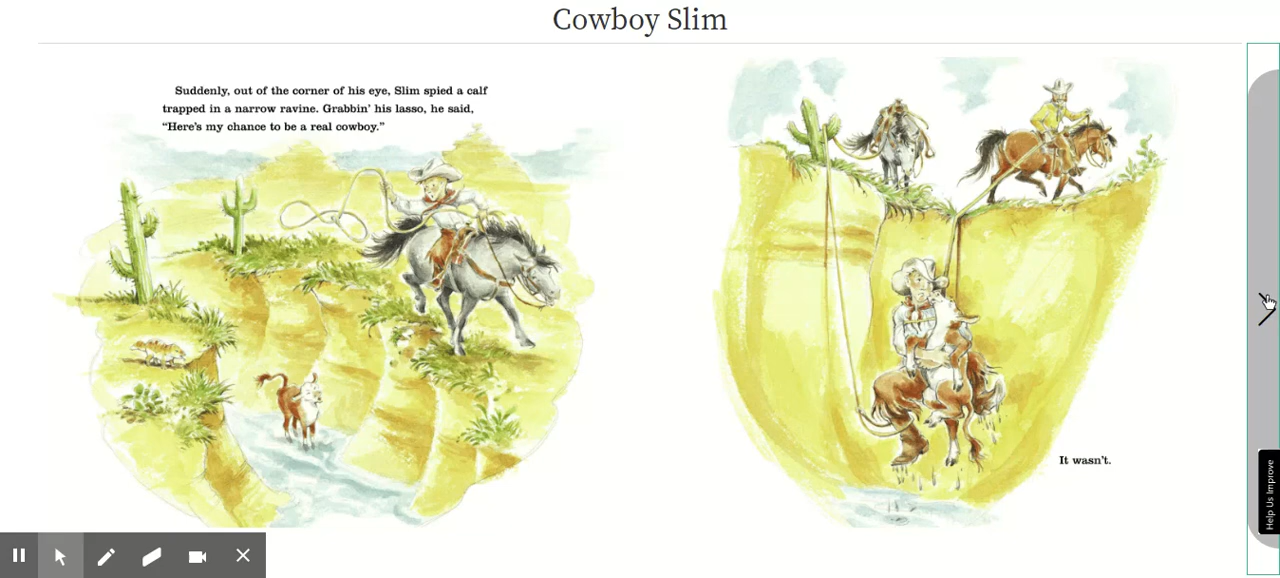 Cowboy Slim
Suddenly, out of the corner of his eye, Slim spied a calf
trapped in a narrow ravine. Grabbin’ his lasso, he said,
“Here’s my chance to be a real cowboy.”
It wasn’t.
Help Us Improve